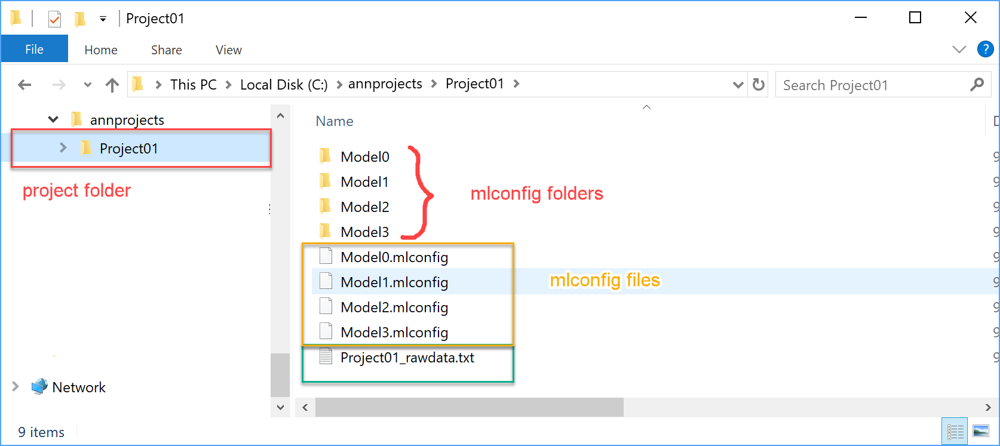 Project01
File Home Share View ?
This PC Local Disk (C:) annprojects Project01 Search Project01
annprojects
Project01
project folder
Name
Model0
Model1
Model2
Model3
mlconfig folders
Model0.mlconfig
Model1.mlconfig
Model2.mlconfig
Model3.mlconfig
mlconfig files
Project01_rawdata.txt
Network
9 items